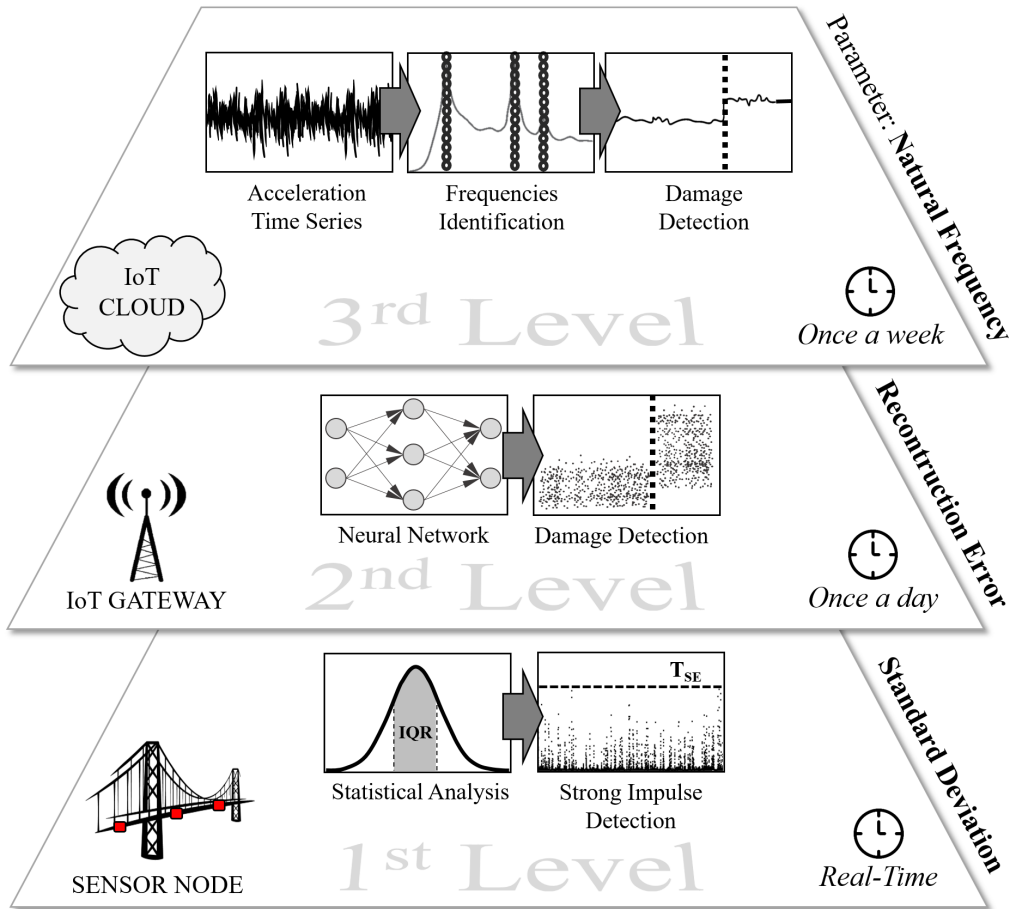 Parameter: Natural Frequency
Acceleration
Time Series
Frequencies
Identification
Damage
Detection
IoT
CLOUD
3rd Level
Once a week
Recontruction Error
Neural Network
Damage Detection
IoT GATEWAY
2nd Level
Once a day
Standard Deviation
IQR
TSE
Statistical Analysis
Strong Impulse
Detection
SENSOR NODE
1st Level
Real-Time